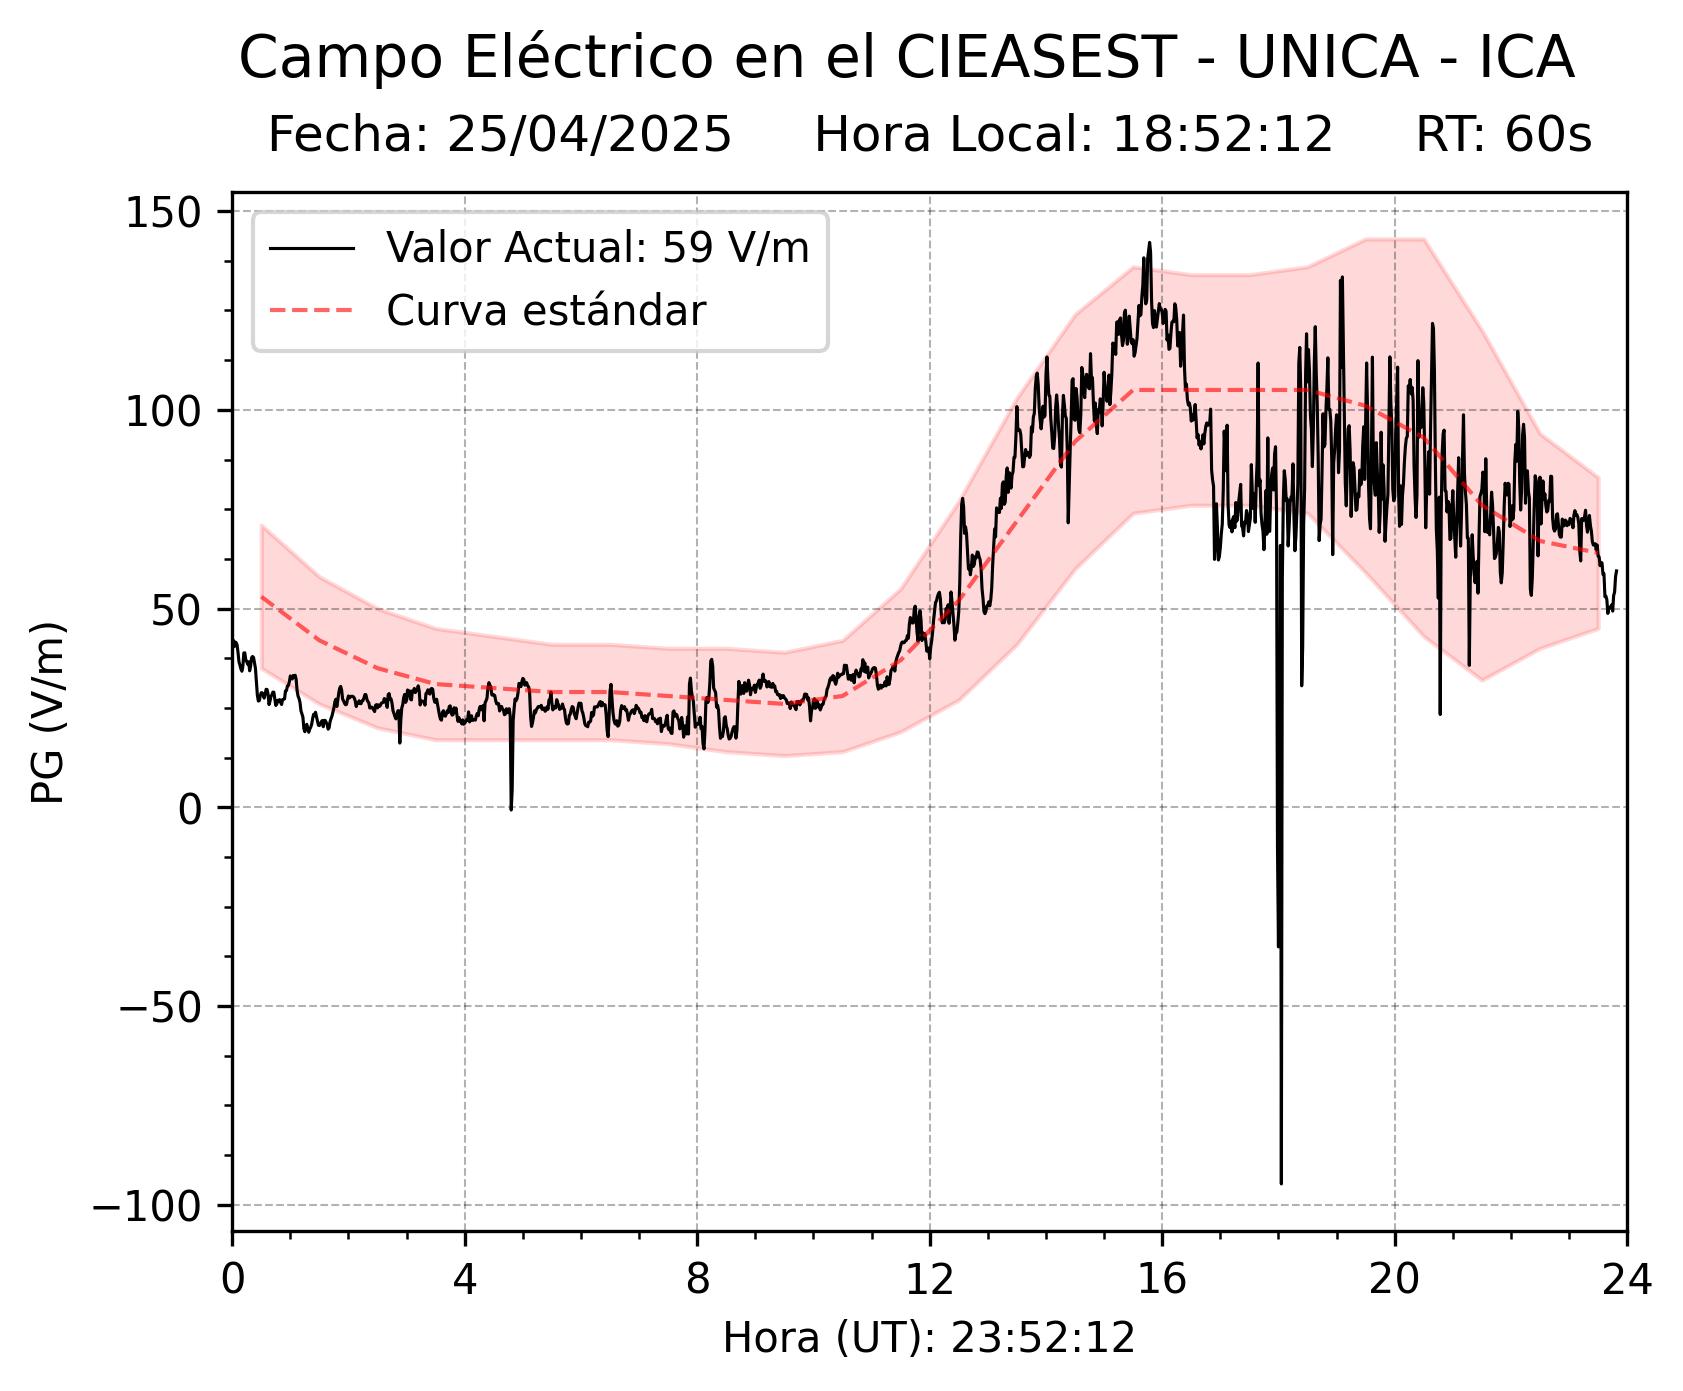 Campo Eléctrico en el CIEASEST - UNICA - ICA
Fecha: 25/04/2025 Hora Local: 18:52:12 RT: 60s
Valor Actual: 59 V/m
Curva estándar
PG (V/m)
150
100
50
0
−50
−100
0 4 8 12 16 20 24
Hora (UT): 23:52:12